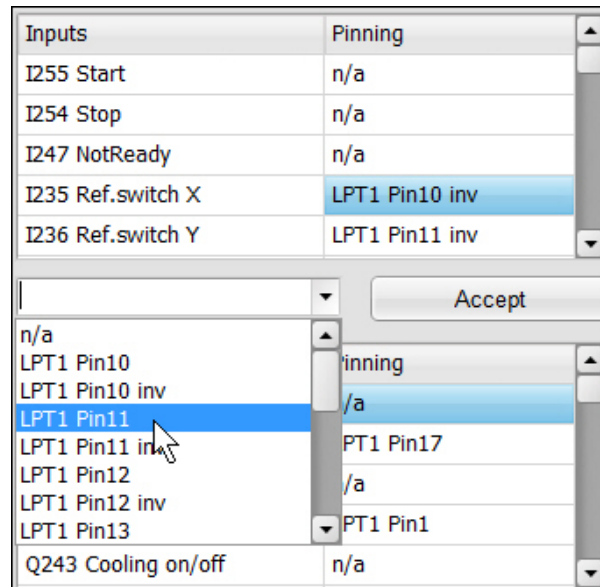 Inputs Pinning
I255 Start n/a
I254 Stop n/a
I247 NotReady n/a
I235 Ref.switch X LPT1 Pin10 inv
I236 Ref.switch Y LPT1 Pin11 inv
Accept
n/a
LPT1 Pin10
LPT1 Pin10 inv
LPT1 Pin11
LPT1 Pin11
LPT1 Pin12
LPT1 Pin12 inv
LPT1 Pin13
Pinning
/a
PT1 Pin17
/a
PT1 Pin1
Q243 Cooling on/off n/a